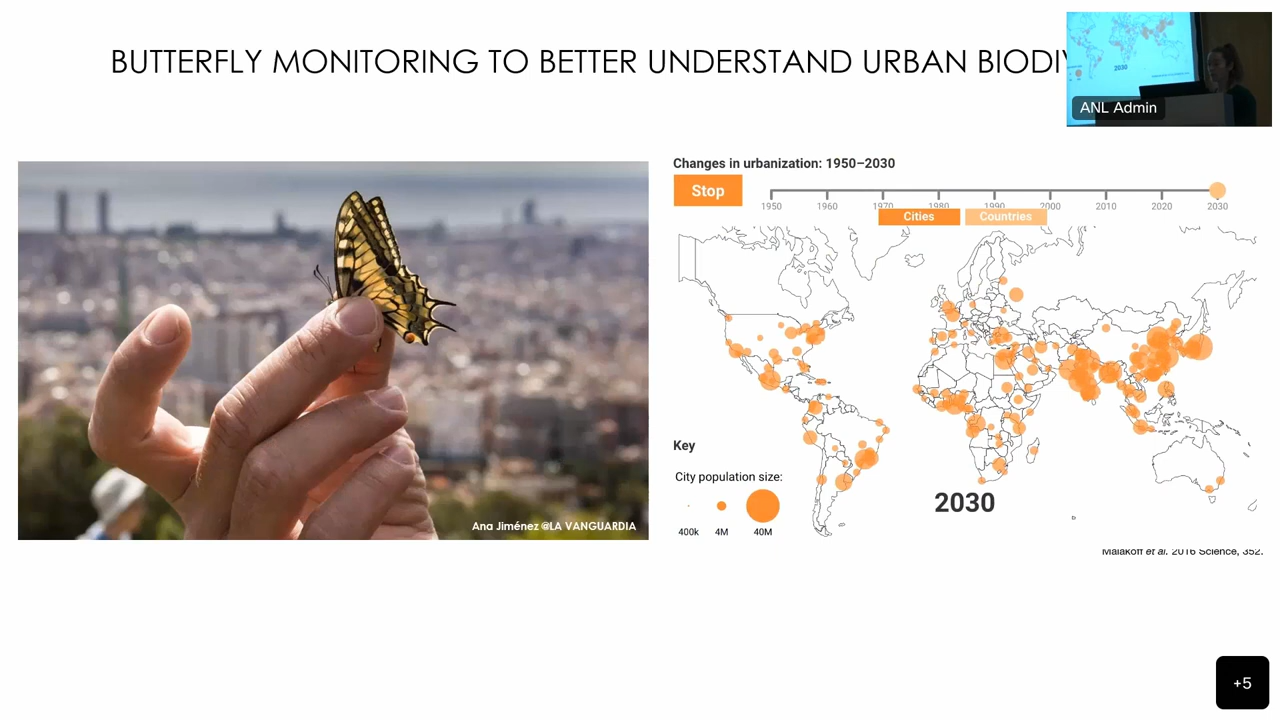 BUTTERFLY MONITORING TO BETTER UNDERSTAND URBAN
2030
ANL Admin
Changes in urbanization: 1950–2030
Stop
1950 1960 1970 1980 1990 2000 2010 2020 2030
Cities Countries
Key
City population size:
400k 4M 40M
2030
Ana Jiménez @LA VANGUARDIA
Malakoff et al. 2016 Science, 352.
+5